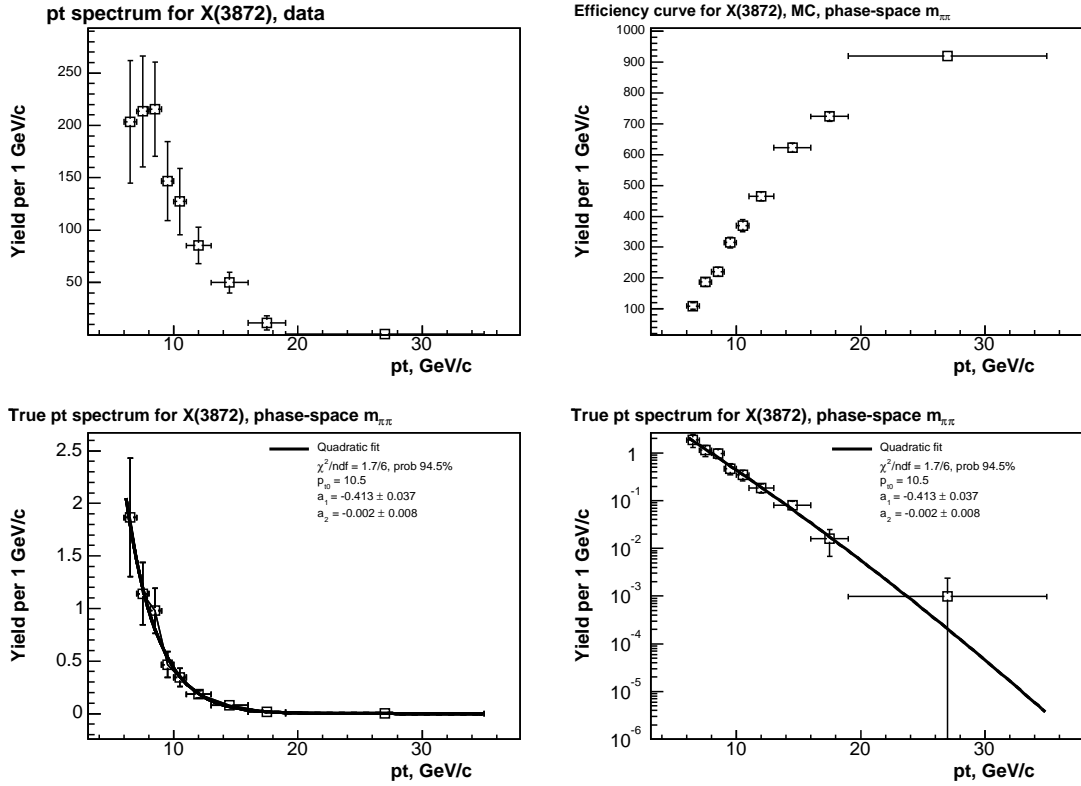 pt spectrum for X(3872), data
Yield per 1 GeV/c
250
200
150
100
50
10
20
30
pt, GeV/c
Efficiency curve for X(3872), MC, phase-space mππ
Yield per 1 GeV/c
1000
900
800
700
600
500
400
300
200
100
10
20
30
pt, GeV/c
True pt spectrum for X(3872), phase-space mππ
Yield per 1 GeV/c
2.5
2
1.5
1
0.5
0
Quadratic fit
χ²/ndf = 1.7/6, prob 94.5%
pt0 = 10.5
a1 = -0.413 ± 0.037
a2 = -0.002 ± 0.008
10
20
30
pt, GeV/c
True pt spectrum for X(3872), phase-space mππ
Yield per 1 GeV/c
1
10⁻¹
10⁻²
10⁻³
10⁻⁴
10⁻⁵
10⁻⁶
Quadratic fit
χ²/ndf = 1.7/6, prob 94.5%
pt0 = 10.5
a1 = -0.413 ± 0.037
a2 = -0.002 ± 0.008
10
20
30
pt, GeV/c